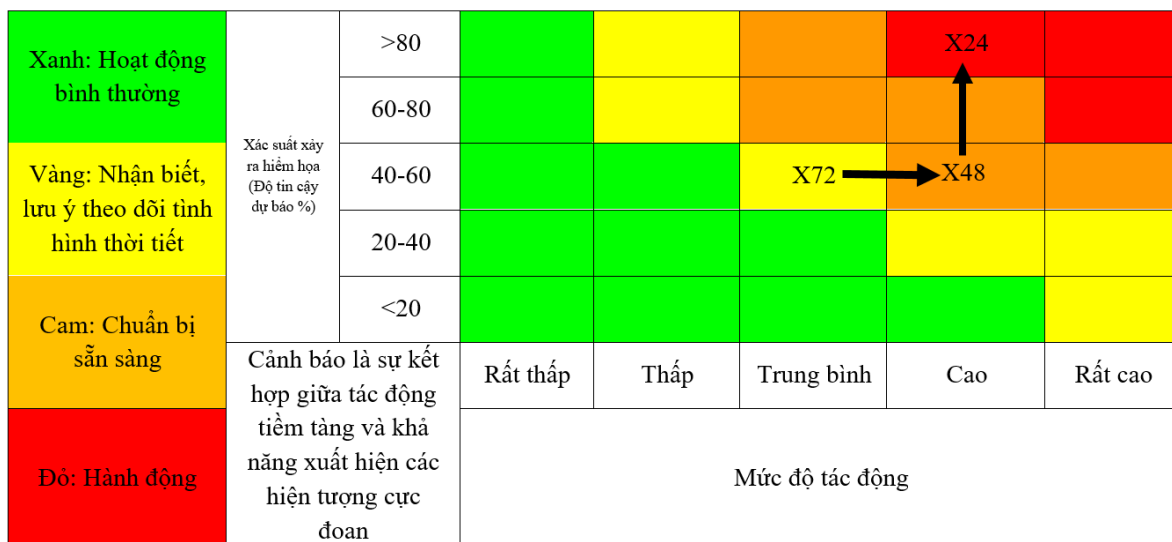 Xanh: Hoạt động
bình thường
Vàng: Nhận biết,
lưu ý theo dõi tình
hình thời tiết
Cam: Chuẩn bị
sẵn sàng
Đỏ: Hành động
Xác suất xảy
ra hiểm họa
(Độ tin cậy
dự báo %)
>80
X24
60-80
40-60
X72
X48
20-40
<20
Cảnh báo là sự kết
hợp giữa tác động
tiềm tàng và khả
năng xuất hiện các
hiện tượng cực
đoan
Rất thấp
Thấp
Trung bình
Cao
Rất cao
Mức độ tác động